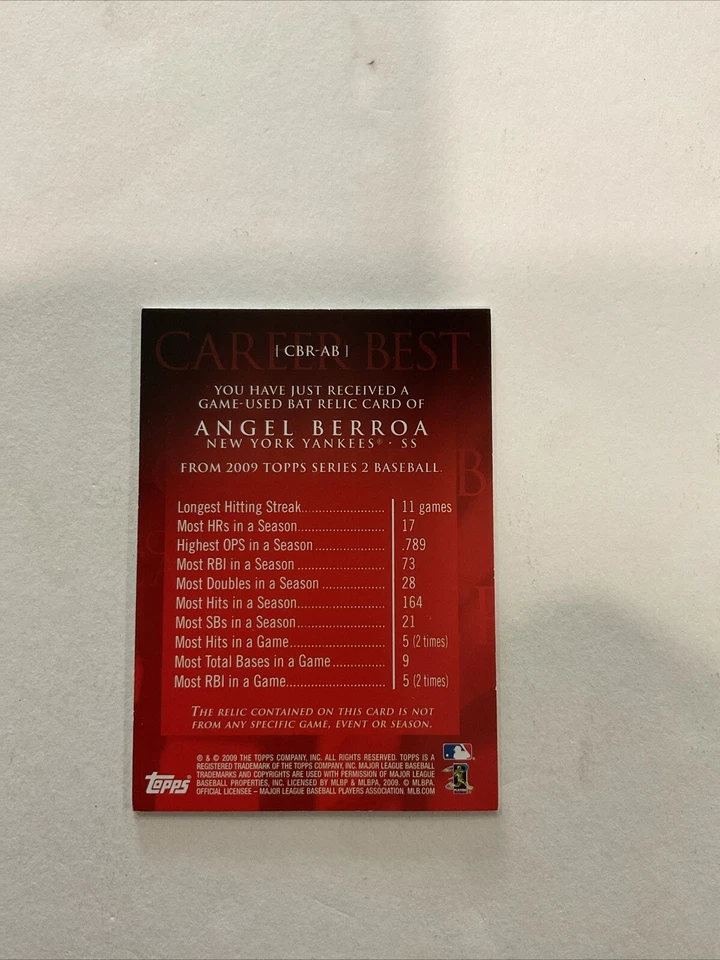 CAREER BEST
| CBR-AB |
YOU HAVE JUST RECEIVED A
GAME-USED BAT RELIC CARD OF
ANGEL BERROA
NEW YORK YANKEES® · SS
FROM 2009 TOPPS SERIES 2 BASEBALL.
Longest Hitting Streak 11 games
Most HRs in a Season 17
Highest OPS in a Season .789
Most RBI in a Season 73
Most Doubles in a Season 28
Most Hits in a Season 164
Most SBs in a Season 21
Most Hits in a Game 5 (2 times)
Most Total Bases in a Game 9
Most RBI in a Game 5 (2 times)
THE RELIC CONTAINED ON THIS CARD IS NOT
FROM ANY SPECIFIC GAME, EVENT OR SEASON.
® & © 2009 THE TOPPS COMPANY, INC. ALL RIGHTS RESERVED. TOPPS IS A
REGISTERED TRADEMARK OF THE TOPPS COMPANY, INC. MAJOR LEAGUE BASEBALL
TRADEMARKS AND COPYRIGHTS ARE USED WITH PERMISSION OF MAJOR LEAGUE
BASEBALL PROPERTIES, INC. LICENSED BY MLBP & MLBPA, 2009. © MLBPA.
OFFICIAL LICENSEE – MAJOR LEAGUE BASEBALL PLAYERS ASSOCIATION. MLB.COM
topps®